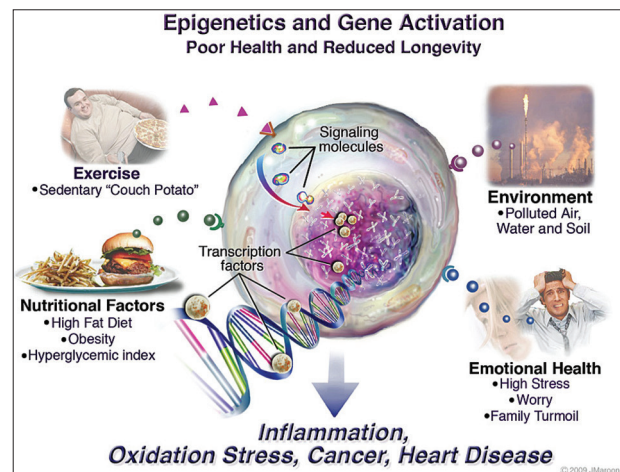 Epigenetics and Gene Activation
Poor Health and Reduced Longevity
Exercise
•Sedentary “Couch Potato”
Signaling
molecules
Environment
•Polluted Air,
Water and Soil
Transcription
factors
Nutritional Factors
•High Fat Diet
•Obesity
•Hyperglycemic index
Emotional Health
•High Stress
•Worry
•Family Turmoil
Inflammation,
Oxidation Stress, Cancer, Heart Disease
© 2009 JMaroon